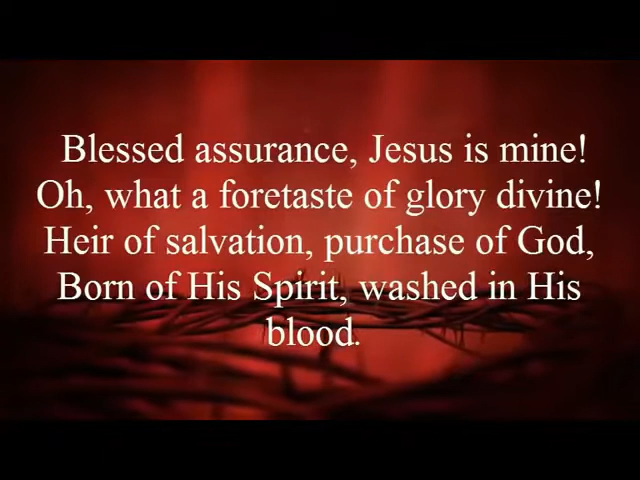 Blessed assurance, Jesus is mine!
Oh, what a foretaste of glory divine!
Heir of salvation, purchase of God,
Born of His Spirit, washed in His
blood.